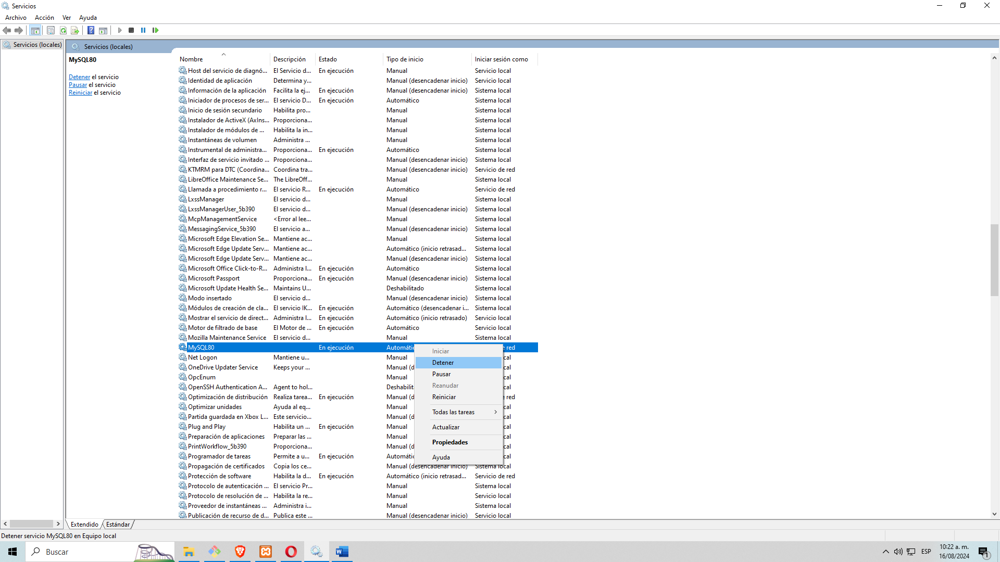 Servicios
Archivo Acción Ver Ayuda
Servicios (locales)
Servicios (locales)
MySQL80
Detener el servicio
Pausar el servicio
Reiniciar el servicio
Nombre Descripción Estado Tipo de inicio Iniciar sesión como
Host del servicio de diagnó... El Servicio d... En ejecución Manual Servicio local
Identidad de aplicación Determina y... Manual (desencadenar inicio) Servicio local
Información de la aplicación Facilita la ej... En ejecución Manual (desencadenar inicio) Sistema local
Iniciador de procesos de ser... El servicio D... En ejecución Automático Sistema local
Inicio de sesión secundario Habilita pro... Manual Sistema local
Instalador de ActiveX (AxIns... Proporciona... Manual Sistema local
Instalador de módulos de ... Habilita la in... Manual Sistema local
Instantáneas de volumen Administra ... Manual Sistema local
Instrumental de administra... Proporciona... En ejecución Automático Sistema local
Interfaz de servicio invitado ... Proporciona... Manual (desencadenar inicio) Sistema local
KTMRM para DTC (Coordina... Coordina tra... Manual (desencadenar inicio) Servicio de red
LibreOffice Maintenance Se... The LibreOff... Manual Sistema local
Llamada a procedimiento r... El servicio R... En ejecución Automático Servicio de red
LxssManager El servicio d... Manual Sistema local
LxssManagerUser_5b390 El servicio d... Manual (desencadenar inicio) Sistema local
McpManagementService <Error al lee... Manual Sistema local
MessagingService_5b390 El servicio a... Manual (desencadenar inicio) Sistema local
Microsoft Edge Elevation Se... Mantiene ac... Manual Sistema local
Microsoft Edge Update Serv... Mantiene ac... Automático (inicio retrasad... Sistema local
Microsoft Edge Update Serv... Mantiene ac... Manual (desencadenar inicio) Sistema local
Microsoft Office Click-to-R... Administra l... En ejecución Automático Sistema local
Microsoft Passport Proporciona... En ejecución Manual (desencadenar inicio) Sistema local
Microsoft Update Health Se... Maintains U... Deshabilitado Sistema local
Modo insertado El servicio d... Manual (desencadenar inicio) Sistema local
Módulos de creación de cla... El servicio IK... En ejecución Automático (desencadenar i... Sistema local
Mostrar el servicio de direct... Administra l... En ejecución Automático (inicio retrasado) Servicio local
Motor de filtrado de base El Motor de ... En ejecución Automático Servicio local
Mozilla Maintenance Service El servicio d... Manual Sistema local
MySQL80 En ejecución Automátic e red
Net Logon Mantiene u... Manual cal
OneDrive Updater Service Keeps your ... Manual (d cal
OpcEnum Manual cal
OpenSSH Authentication A... Agent to hol... Deshabilit cal
Optimización de distribución Realiza tarea... En ejecución Manual (d e red
Optimizar unidades Ayuda al eq... Manual cal
Partida guardada en Xbox L... Este servicio... Manual (d cal
Plug and Play Habilita un ... En ejecución Manual cal
Preparación de aplicaciones Preparar las ... Manual cal
PrintWorkflow_5b390 Proporciona... Manual (d cal
Programador de tareas Permite a u... En ejecución Automátic cal
Propagación de certificados Copia los ce... Manual (desencadenar inicio) Sistema local
Protección de software Habilita la d... En ejecución Automático (inicio retrasad... Servicio de red
Protocolo de autenticación ... El servicio Pr... Manual Sistema local
Protocolo de resolución de ... Habilita la re... Manual Servicio local
Proveedor de instantáneas ... Administra i... Manual Sistema local
Publicación de recurso de d... Publica este ... Manual (desencadenar inicio) Servicio local
Iniciar
Detener
Pausar
Reanudar
Reiniciar
Todas las tareas
Actualizar
Propiedades
Ayuda
Extendido Estándar
Detener servicio MySQL80 en Equipo local
Buscar
ESP
10:22 a. m.
16/08/2024
1